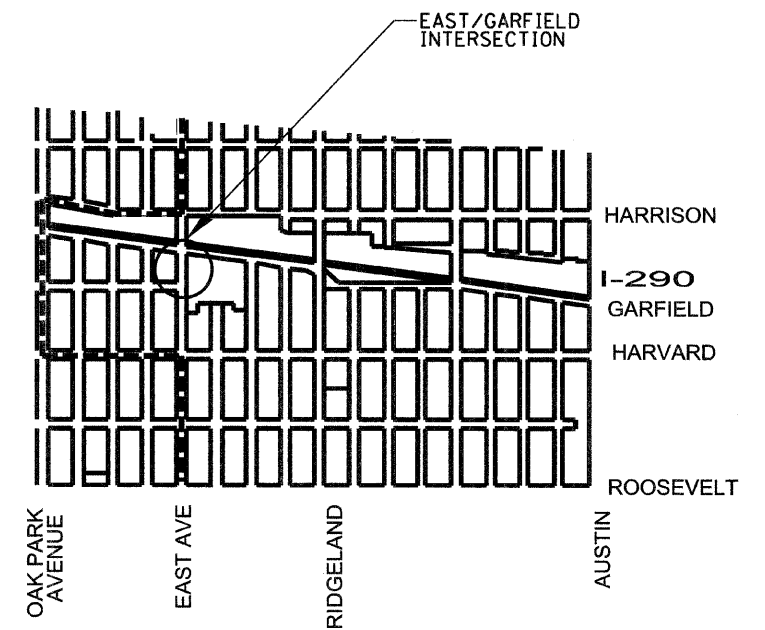 EAST/GARFIELD
INTERSECTION
HARRISON
I-290
GARFIELD
HARVARD
ROOSEVELT
OAK PARK
AVENUE
EAST AVE
RIDGELAND
AUSTIN